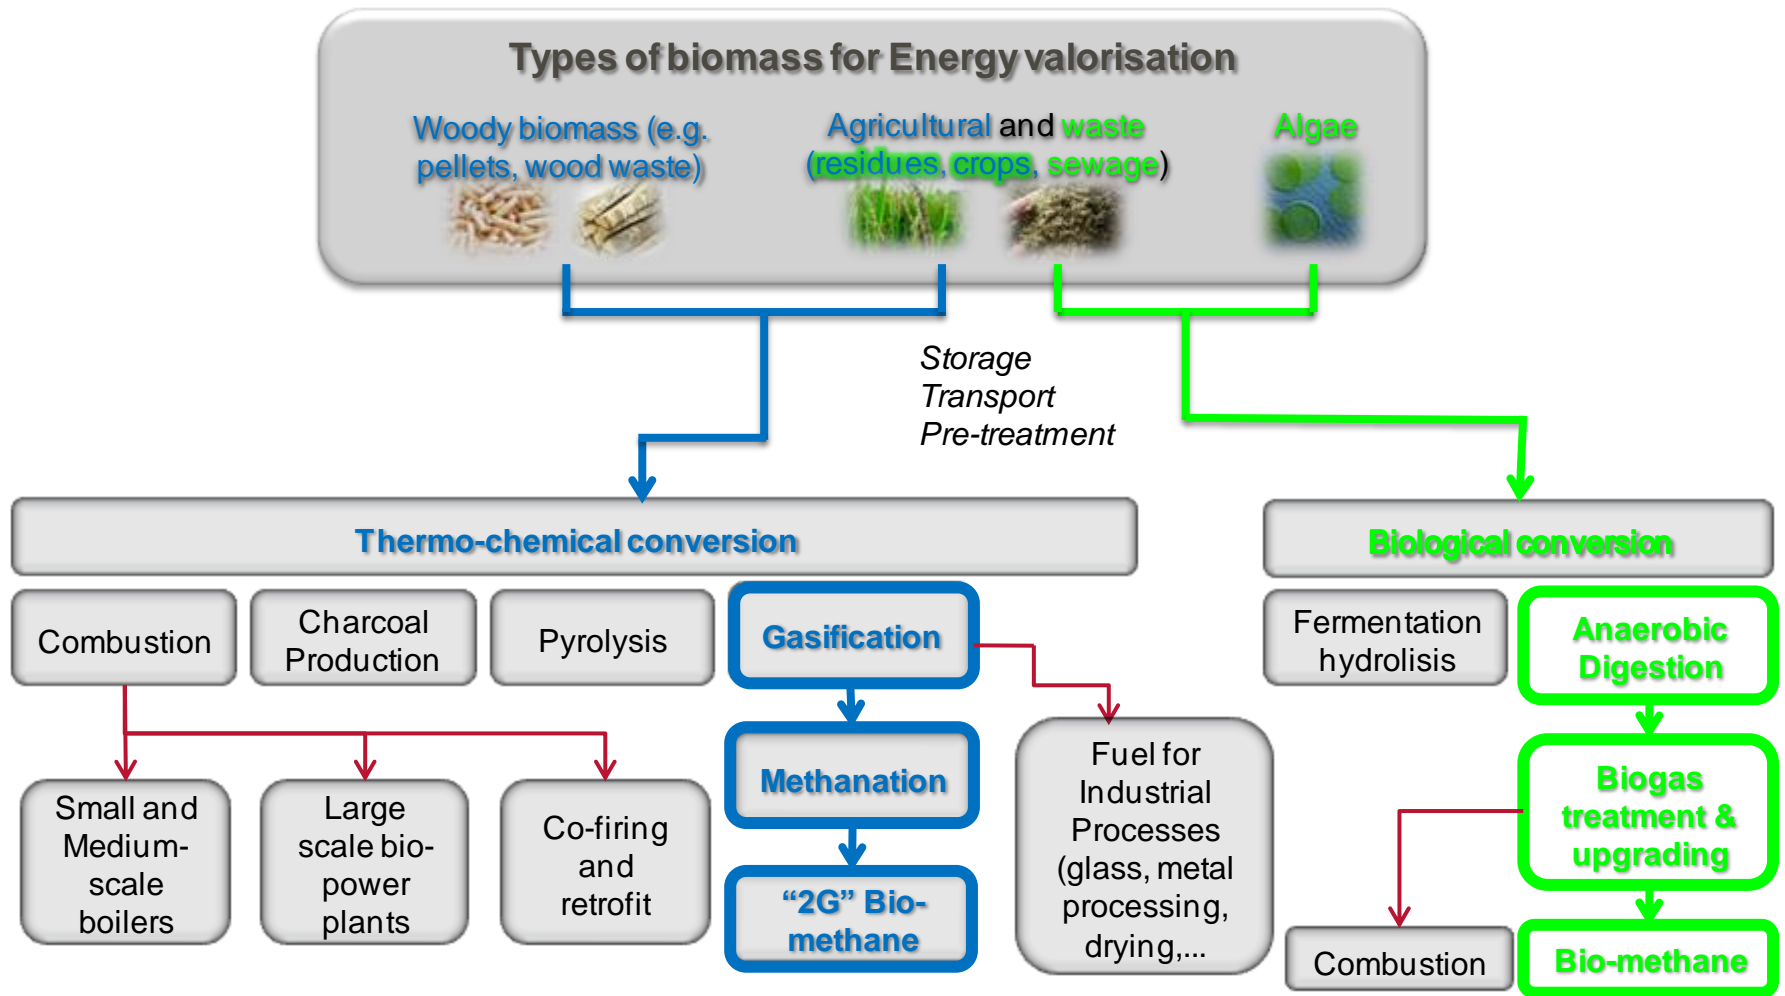 Types of biomass for Energy valorisation
Woody biomass (e.g.
pellets, wood waste)
Agricultural and waste
(residues, crops, sewage)
Algae
Storage
Transport
Pre-treatment
Thermo-chemical conversion
Biological conversion
Combustion
Charcoal
Production
Pyrolysis
Gasification
Fermentation
hydrolisis
Anaerobic
Digestion
Small and
Medium-
scale
boilers
Large
scale bio-
power
plants
Co-firing
and
retrofit
Methanation
“2G” Bio-
methane
Fuel for
Industrial
Processes
(glass, metal
processing,
drying,...
Biogas
treatment &
upgrading
Combustion
Bio-methane